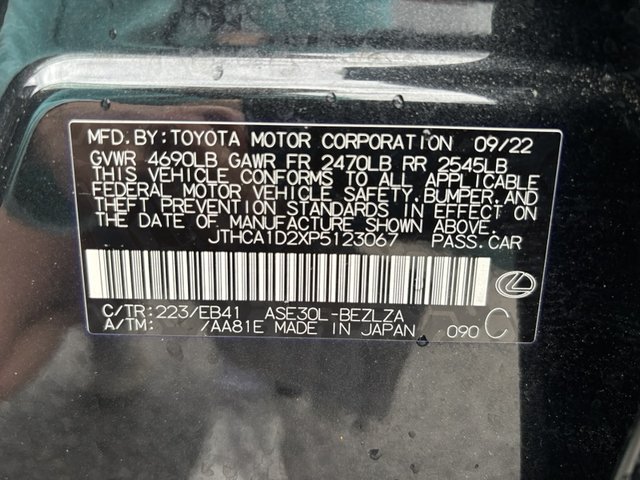 MFD. BY: TOYOTA MOTOR CORPORATION 09/22
GVWR 4690LB GAWR FR 2470LB RR 2545LB
THIS VEHICLE CONFORMS TO ALL APPLICABLE
FEDERAL MOTOR VEHICLE SAFETY, BUMPER, AND
THEFT PREVENTION STANDARDS IN EFFECT ON
THE DATE OF MANUFACTURE SHOWN ABOVE.
JTHCA1D2XP5123067 PASS. CAR
C/TR: 223/EB41 ASE30L-BEZLZA
A/TM: /AA81E MADE IN JAPAN 090 C